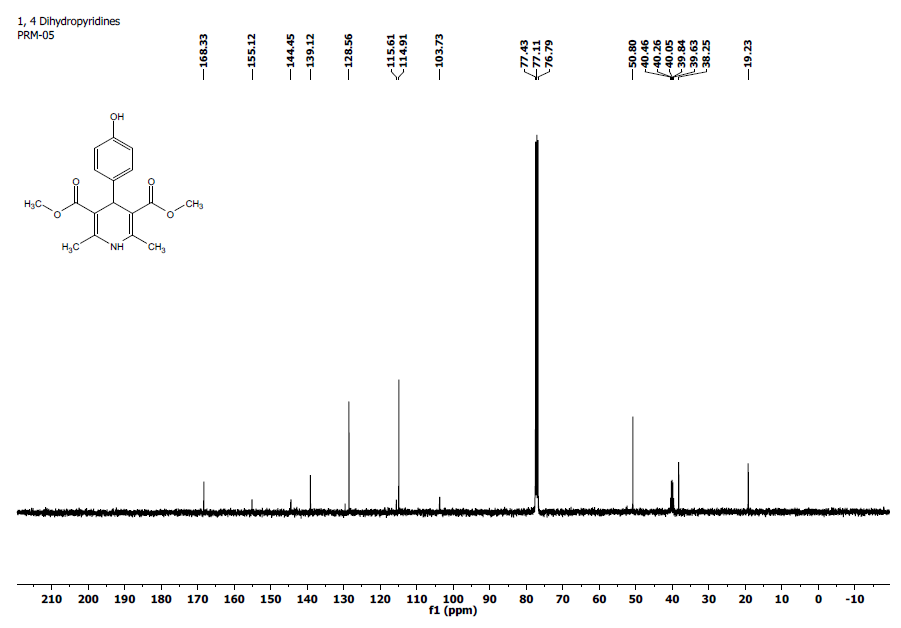 1, 4 Dihydropyridines
PRM-05
168.33
155.12
144.45
139.12
128.56
115.61
114.91
103.73
77.43
77.11
76.79
50.80
40.46
40.26
40.05
39.84
39.63
38.25
19.23
OH
O
O
H3C
O
O
CH3
H3C
NH
CH3
210 200 190 180 170 160 150 140 130 120 110 100 90 80 70 60 50 40 30 20 10 0 -10
f1 (ppm)